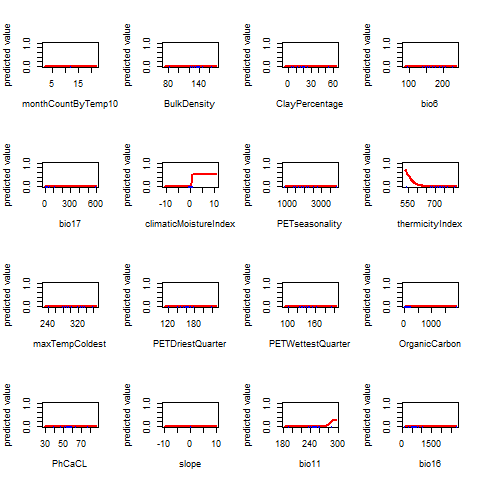 predicted value 0.0 1.0 5 15 monthCountByTemp10
predicted value 0.0 1.0 80 140 BulkDensity
predicted value 0.0 1.0 0 20 60 ClayPercentage
predicted value 0.0 1.0 100 200 bio6
predicted value 0.0 1.0 0 200 600 bio17
predicted value 0.0 1.0 -10 0 10 climaticMoistureIndex
predicted value 0.0 1.0 1000 3000 PETseasonality
predicted value 0.0 1.0 550 700 thermicityIndex
predicted value 0.0 1.0 240 320 maxTempColdest
predicted value 0.0 1.0 120 180 PETDriestQuarter
predicted value 0.0 1.0 100 160 PETWettestQuarter
predicted value 0.0 1.0 0 1000 OrganicCarbon
predicted value 0.0 1.0 30 50 70 PhCaCL
predicted value 0.0 1.0 -10 0 10 slope
predicted value 0.0 1.0 180 240 300 bio11
predicted value 0.0 1.0 0 1500 bio16